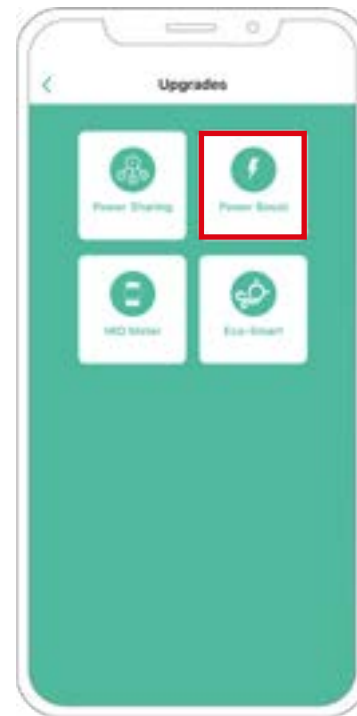 Upgrades
Power Sharing
Power Boost
MID Meter
Eco-Smart